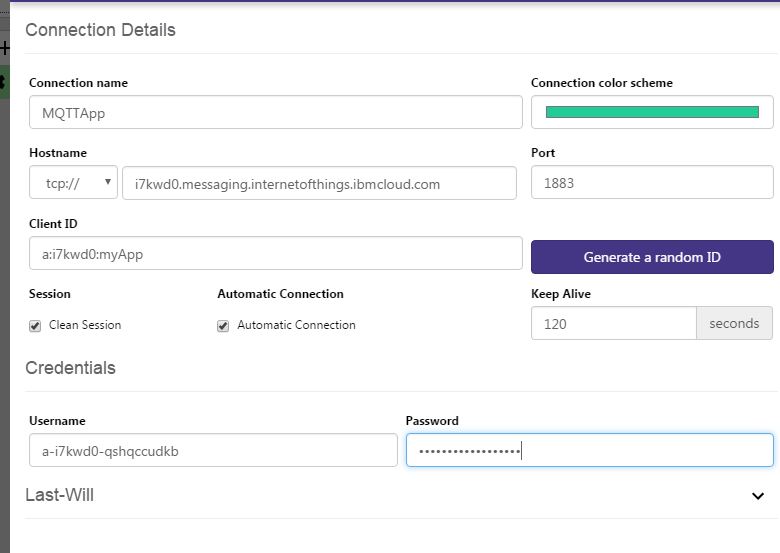 Connection Details
Connection name Connection color scheme
MQTTApp
Hostname Port
tcp:// i7kwd0.messaging.internetofthings.ibmcloud.com 1883
Client ID
a:i7kwd0:myApp Generate a random ID
Session Automatic Connection Keep Alive
Clean Session Automatic Connection 120 seconds
Credentials
Username Password
a-i7kwd0-qshqccudkb ••••••••••••••••••
Last-Will